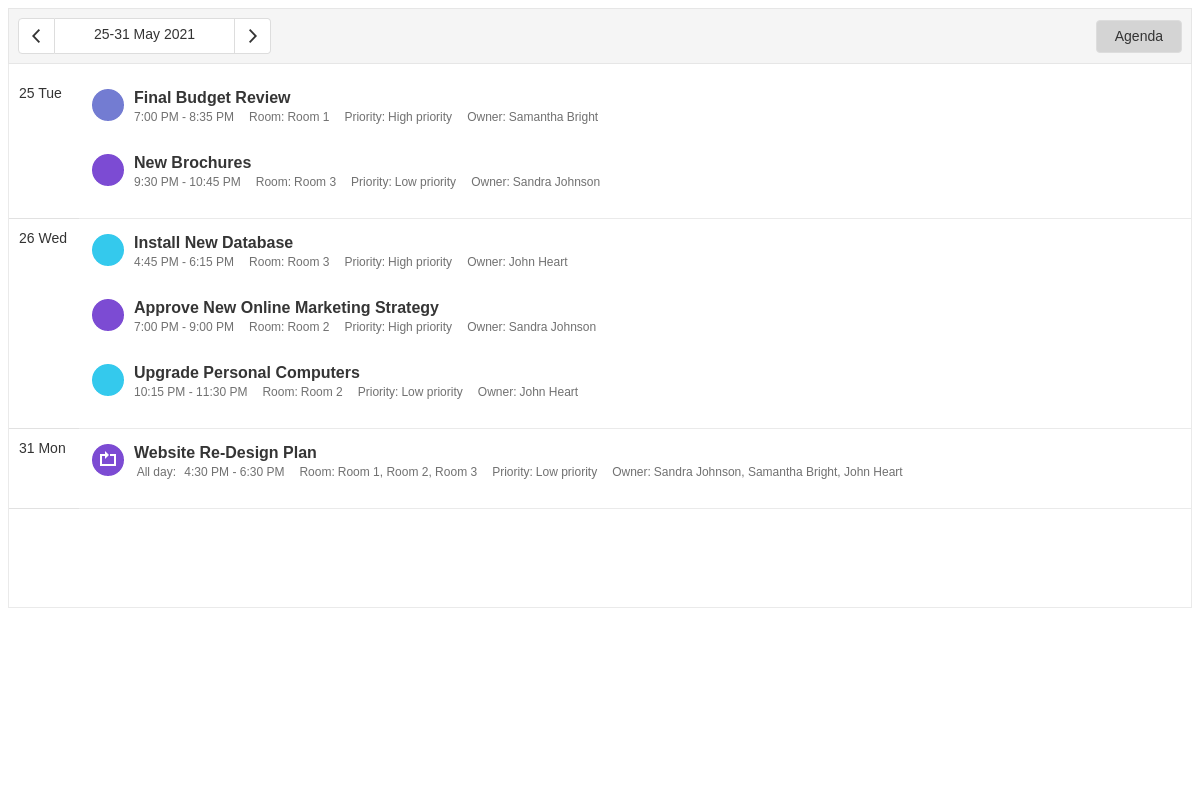 25-31 May 2021
Agenda
25 Tue
Final Budget Review
7:00 PM - 8:35 PM Room: Room 1 Priority: High priority Owner: Samantha Bright
New Brochures
9:30 PM - 10:45 PM Room: Room 3 Priority: Low priority Owner: Sandra Johnson
26 Wed
Install New Database
4:45 PM - 6:15 PM Room: Room 3 Priority: High priority Owner: John Heart
Approve New Online Marketing Strategy
7:00 PM - 9:00 PM Room: Room 2 Priority: High priority Owner: Sandra Johnson
Upgrade Personal Computers
10:15 PM - 11:30 PM Room: Room 2 Priority: Low priority Owner: John Heart
31 Mon
Website Re-Design Plan
All day: 4:30 PM - 6:30 PM Room: Room 1, Room 2, Room 3 Priority: Low priority Owner: Sandra Johnson, Samantha Bright, John Heart